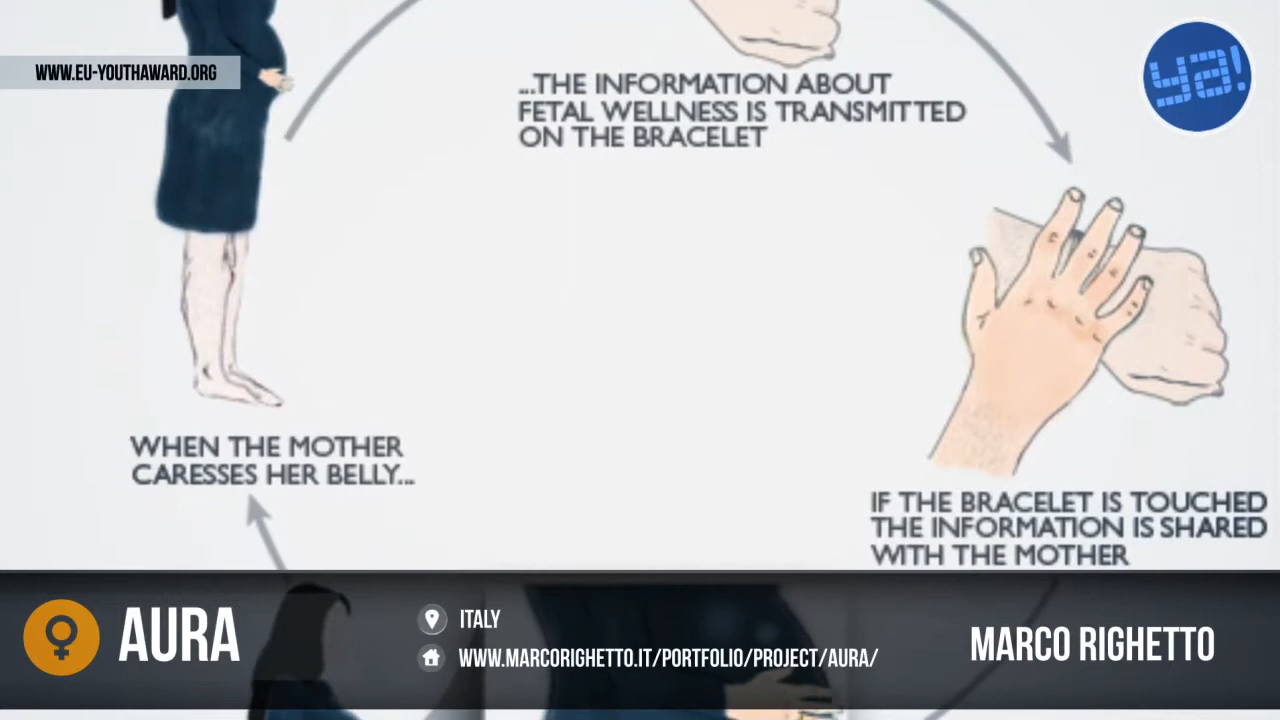 WWW.EU-YOUTHAWARD.ORG
ya!
...THE INFORMATION ABOUT
FETAL WELLNESS IS TRANSMITTED
ON THE BRACELET
WHEN THE MOTHER
CARESSES HER BELLY...
IF THE BRACELET IS TOUCHED
THE INFORMATION IS SHARED
WITH THE MOTHER
AURA
ITALY
WWW.MARCORIGHETTO.IT/PORTFOLIO/PROJECT/AURA/
MARCO RIGHETTO